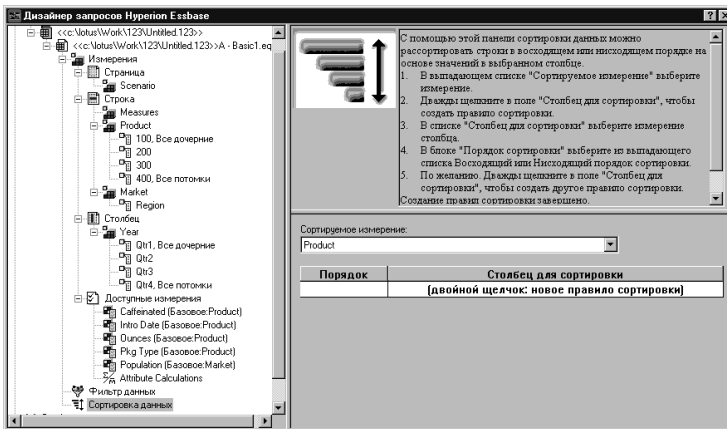 Дизайнер запросов Hyperion Essbase
<<c:\lotus\Work\123\Untitled.123>>
<<c:\lotus\Work\123\Untitled.123>>A - Basic1.eq
Измерения
Страница
Scenario
Строка
Measures
Product
100, Все дочерние
200
300
400, Все потомки
Market
Region
Столбец
Year
Qtr1, Все дочерние
Qtr2
Qtr3
Qtr4, Все потомки
Доступные измерения
Caffeinated (Базовое:Product)
Intro Date (Базовое:Product)
Ounces (Базовое:Product)
Pkg Type (Базовое:Product)
Population (Базовое:Market)
Attribute Calculations
Фильтр данных
Сортировка данных
С помощью этой панели сортировки данных можно
рассортировать строки в восходящем или нисходящем порядке на
основе значений в выбранном столбце.
1. В выпадающем списке "Сортируемое измерение" выберите
измерение.
2. Дважды щелкните в поле "Столбец для сортировки", чтобы
создать правило сортировки.
3. В списке "Столбец для сортировки" выберите измерение
столбца.
4. В блоке "Порядок сортировки" выберите из выпадающего
списка Восходящий или Нисходящий порядок сортировки.
5. По желанию. Дважды щелкните в поле "Столбец для
сортировки", чтобы создать другое правило сортировки.
Создание правил сортировки завершено.
Сортируемое измерение:
Product
Порядок Столбец для сортировки
(двойной щелчок: новое правило сортировки)